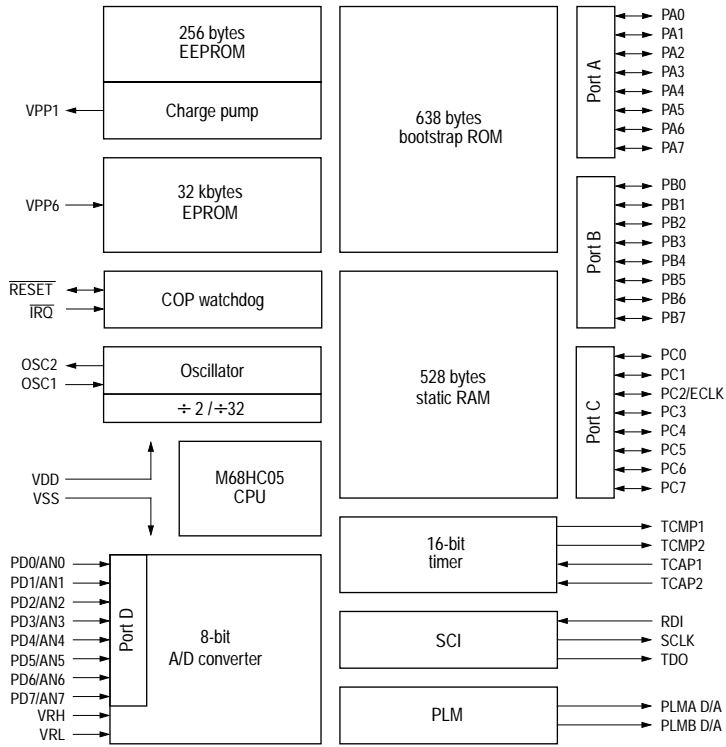 256 bytes
EEPROM
VPP1
Charge pump
VPP6
32 kbytes
EPROM
RESET
IRQ
COP watchdog
OSC2
OSC1
Oscillator
÷ 2 / ÷32
VDD
VSS
M68HC05
CPU
PD0/AN0
PD1/AN1
PD2/AN2
PD3/AN3
PD4/AN4
PD5/AN5
PD6/AN6
PD7/AN7
VRH
VRL
Port D
8-bit
A/D converter
638 bytes
bootstrap ROM
528 bytes
static RAM
Port A
PA0
PA1
PA2
PA3
PA4
PA5
PA6
PA7
Port B
PB0
PB1
PB2
PB3
PB4
PB5
PB6
PB7
Port C
PC0
PC1
PC2/ECLK
PC3
PC4
PC5
PC6
PC7
16-bit
timer
TCMP1
TCMP2
TCAP1
TCAP2
SCI
RDI
SCLK
TDO
PLM
PLMA D/A
PLMB D/A